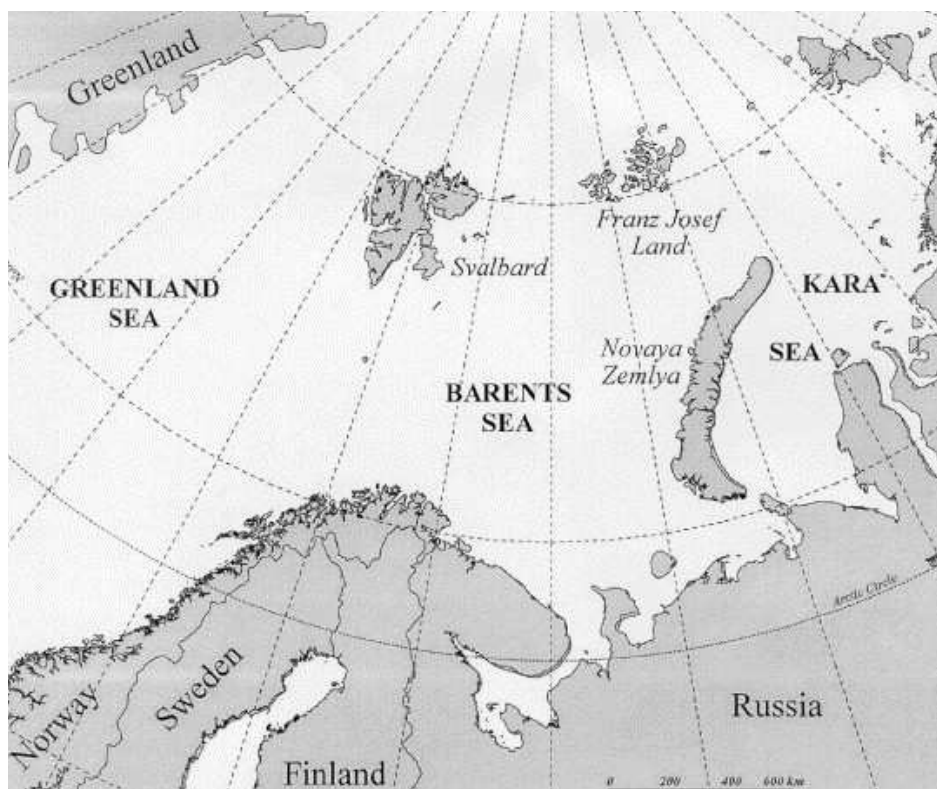 Greenland
Franz Josef
Land
Svalbard
GREENLAND
SEA
KARA
SEA
Novaya
Zemlya
BARENTS
SEA
Arctic Circle
Norway
Sweden
Finland
Russia
0 200 400 600 km